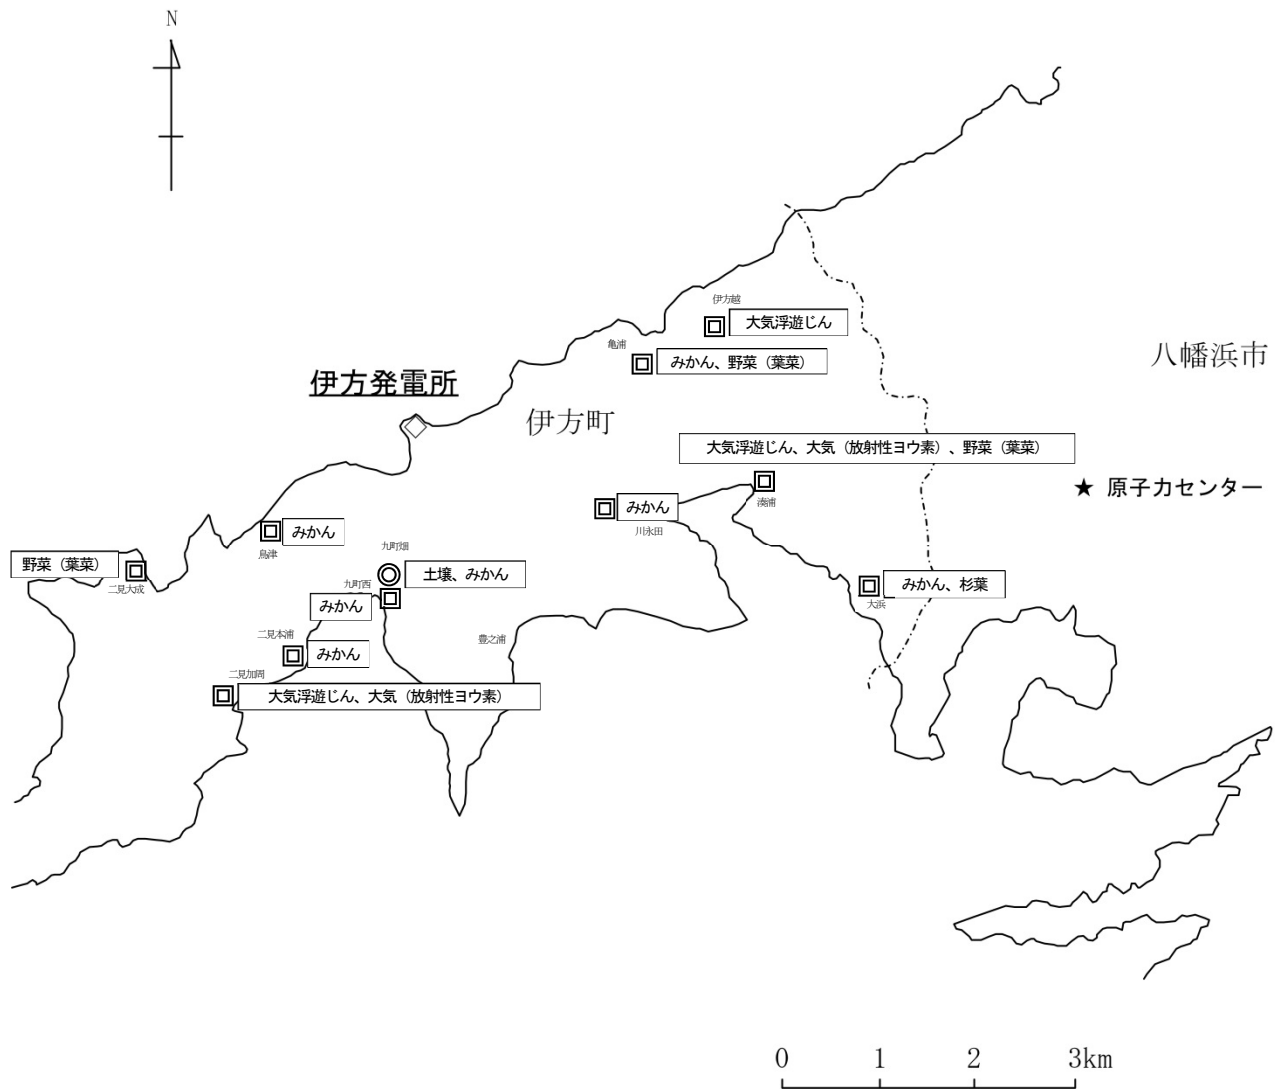 N
伊方越
大気浮遊じん
亀浦
みかん、野菜（葉菜）
八幡浜市
伊方発電所
伊方町
大気浮遊じん、大気（放射性ヨウ素）、野菜（葉菜）
湊浦
★ 原子力センター
みかん
川永田
みかん
鳥津
野菜（葉菜）
二見大成
九町畑
土壌、みかん
九町西
みかん
みかん、杉葉
大浜
二見本浦
みかん
豊之浦
二見加周
大気浮遊じん、大気（放射性ヨウ素）
0 1 2 3km